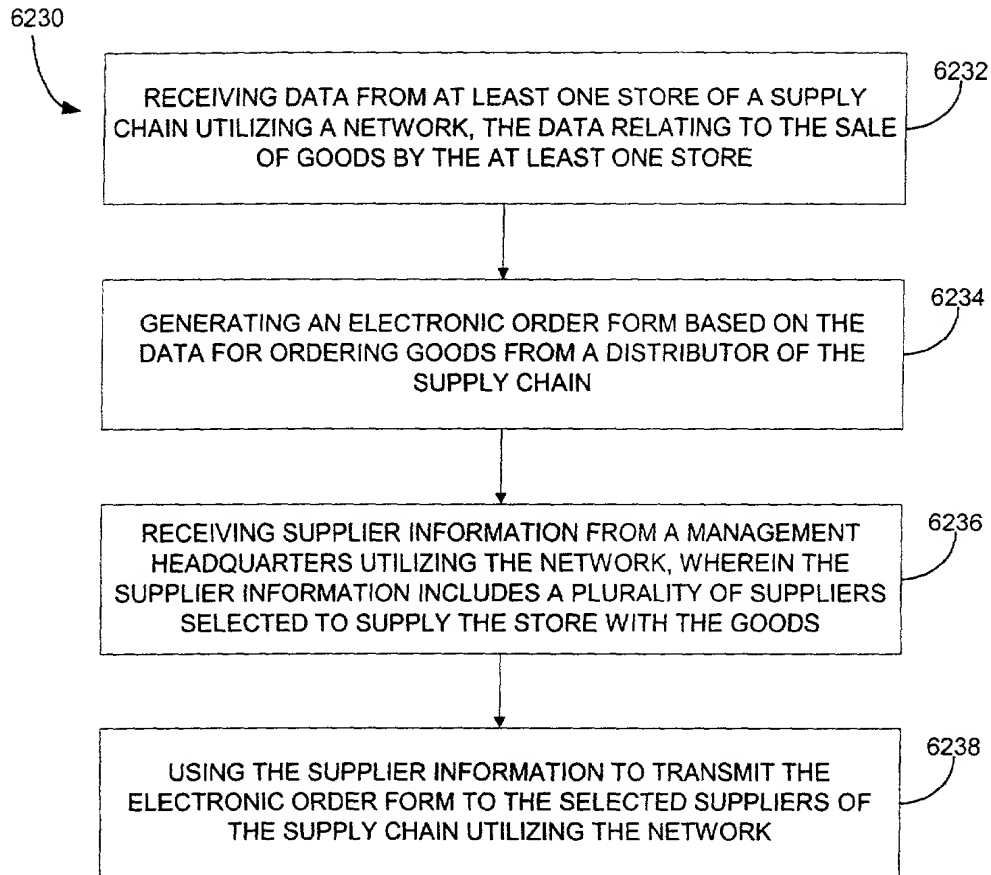 6230
6232
RECEIVING DATA FROM AT LEAST ONE STORE OF A SUPPLY
CHAIN UTILIZING A NETWORK, THE DATA RELATING TO THE SALE
OF GOODS BY THE AT LEAST ONE STORE
6234
GENERATING AN ELECTRONIC ORDER FORM BASED ON THE
DATA FOR ORDERING GOODS FROM A DISTRIBUTOR OF THE
SUPPLY CHAIN
6236
RECEIVING SUPPLIER INFORMATION FROM A MANAGEMENT
HEADQUARTERS UTILIZING THE NETWORK, WHEREIN THE
SUPPLIER INFORMATION INCLUDES A PLURALITY OF SUPPLIERS
SELECTED TO SUPPLY THE STORE WITH THE GOODS
6238
USING THE SUPPLIER INFORMATION TO TRANSMIT THE
ELECTRONIC ORDER FORM TO THE SELECTED SUPPLIERS OF
THE SUPPLY CHAIN UTILIZING THE NETWORK